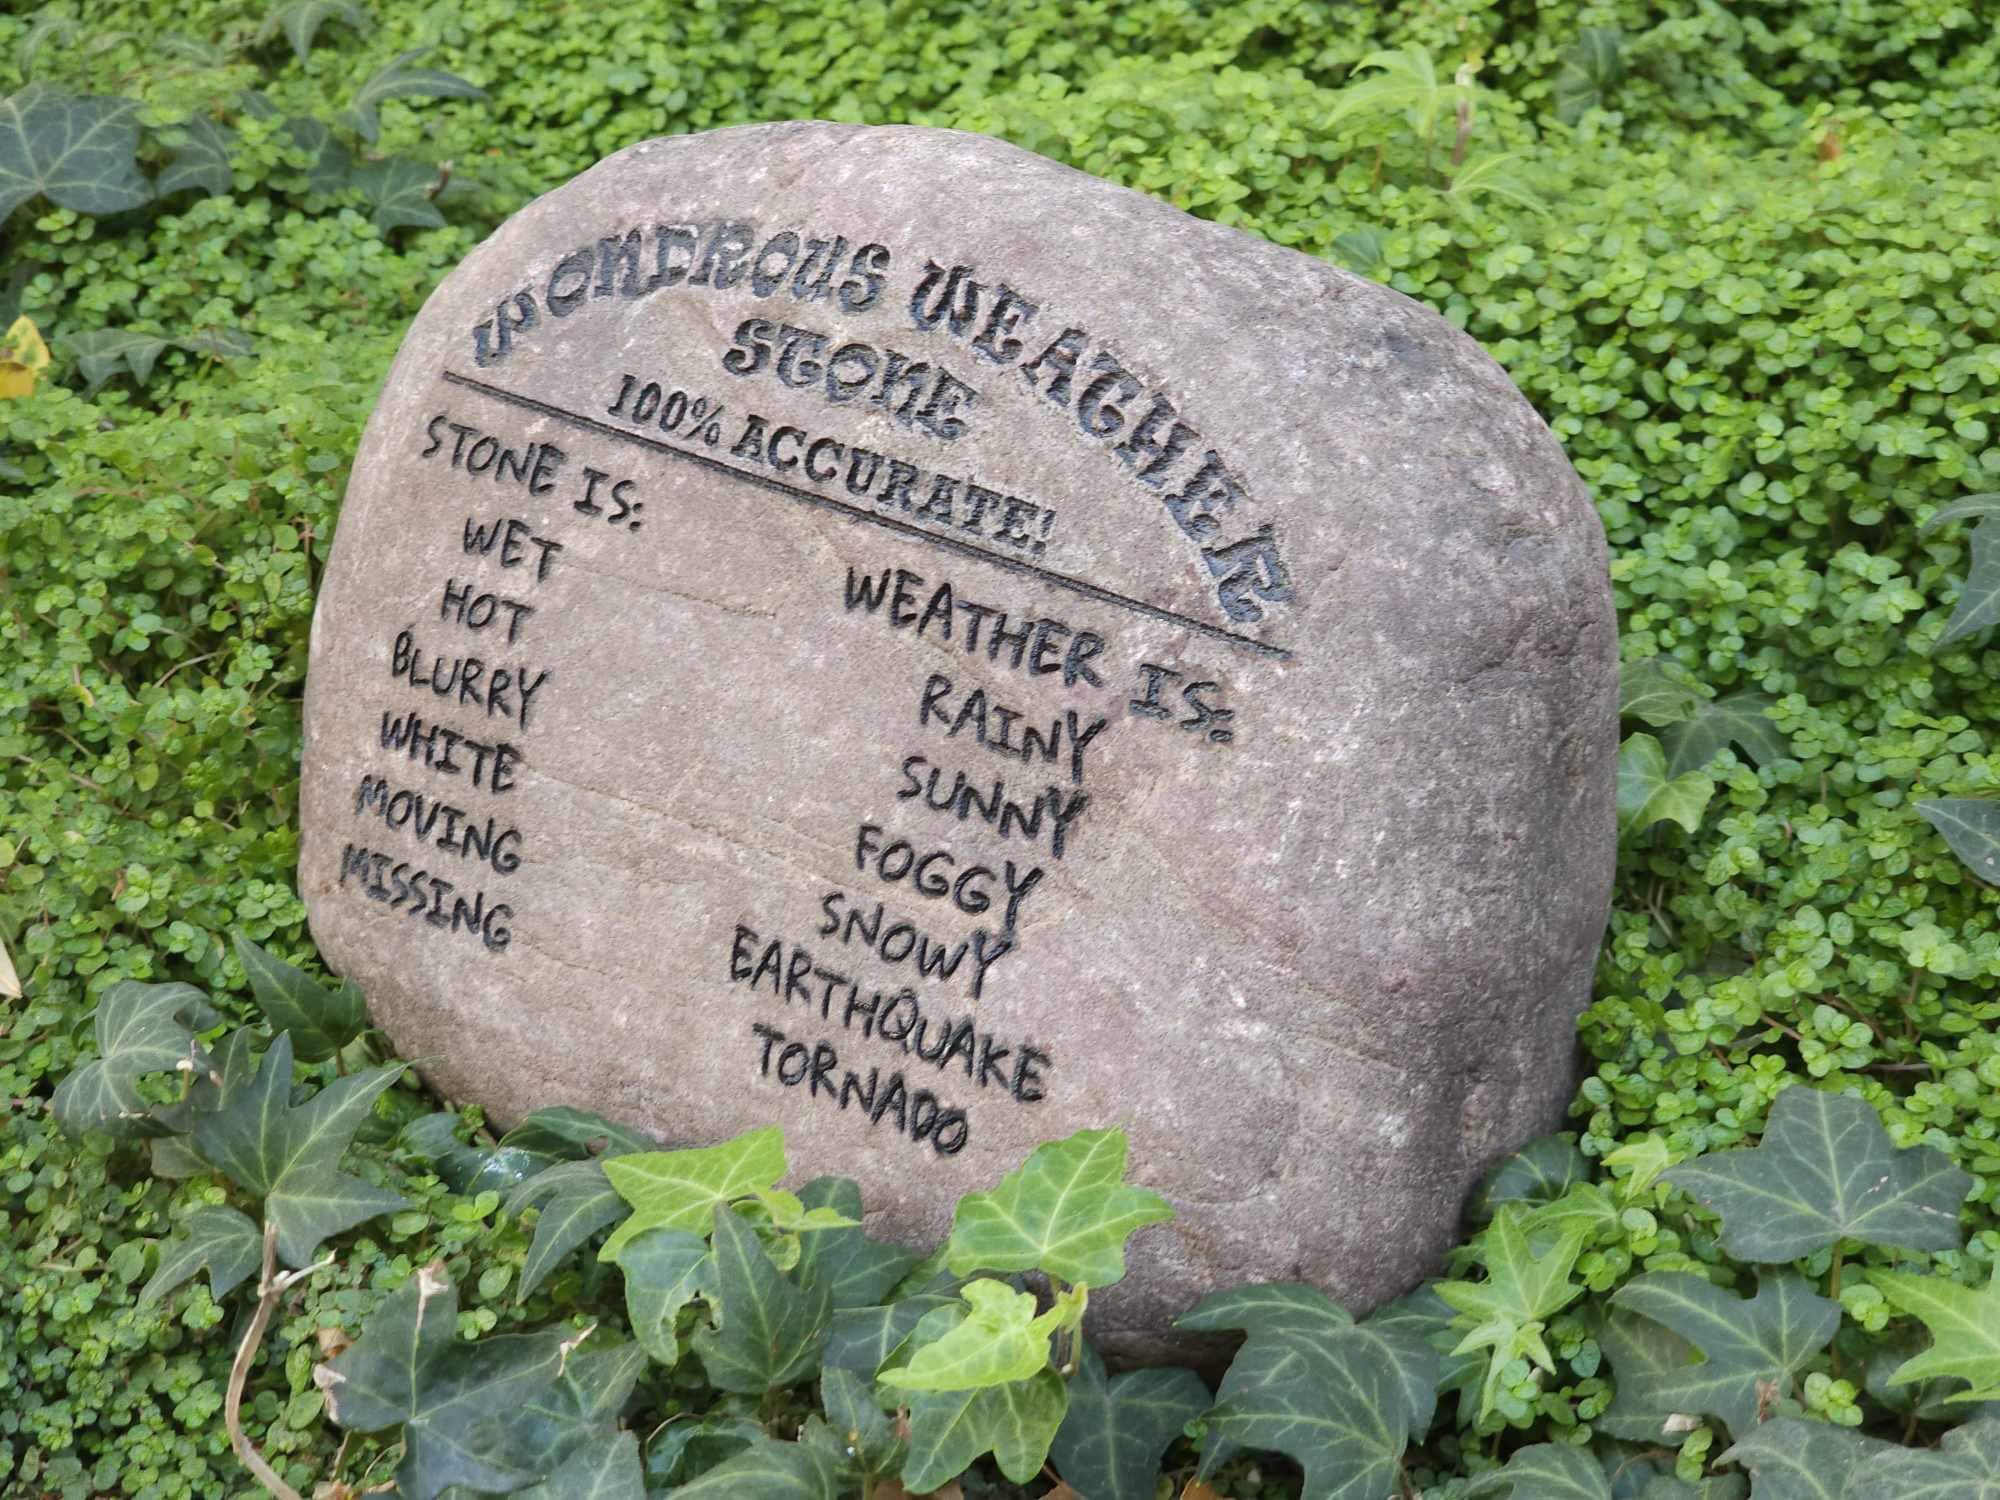 WONDROUS WEATHER
STONE
100% ACCURATE!
STONE IS: WEATHER IS:
WET RAINY
HOT SUNNY
BLURRY FOGGY
WHITE SNOWY
MOVING EARTHQUAKE
MISSING TORNADO